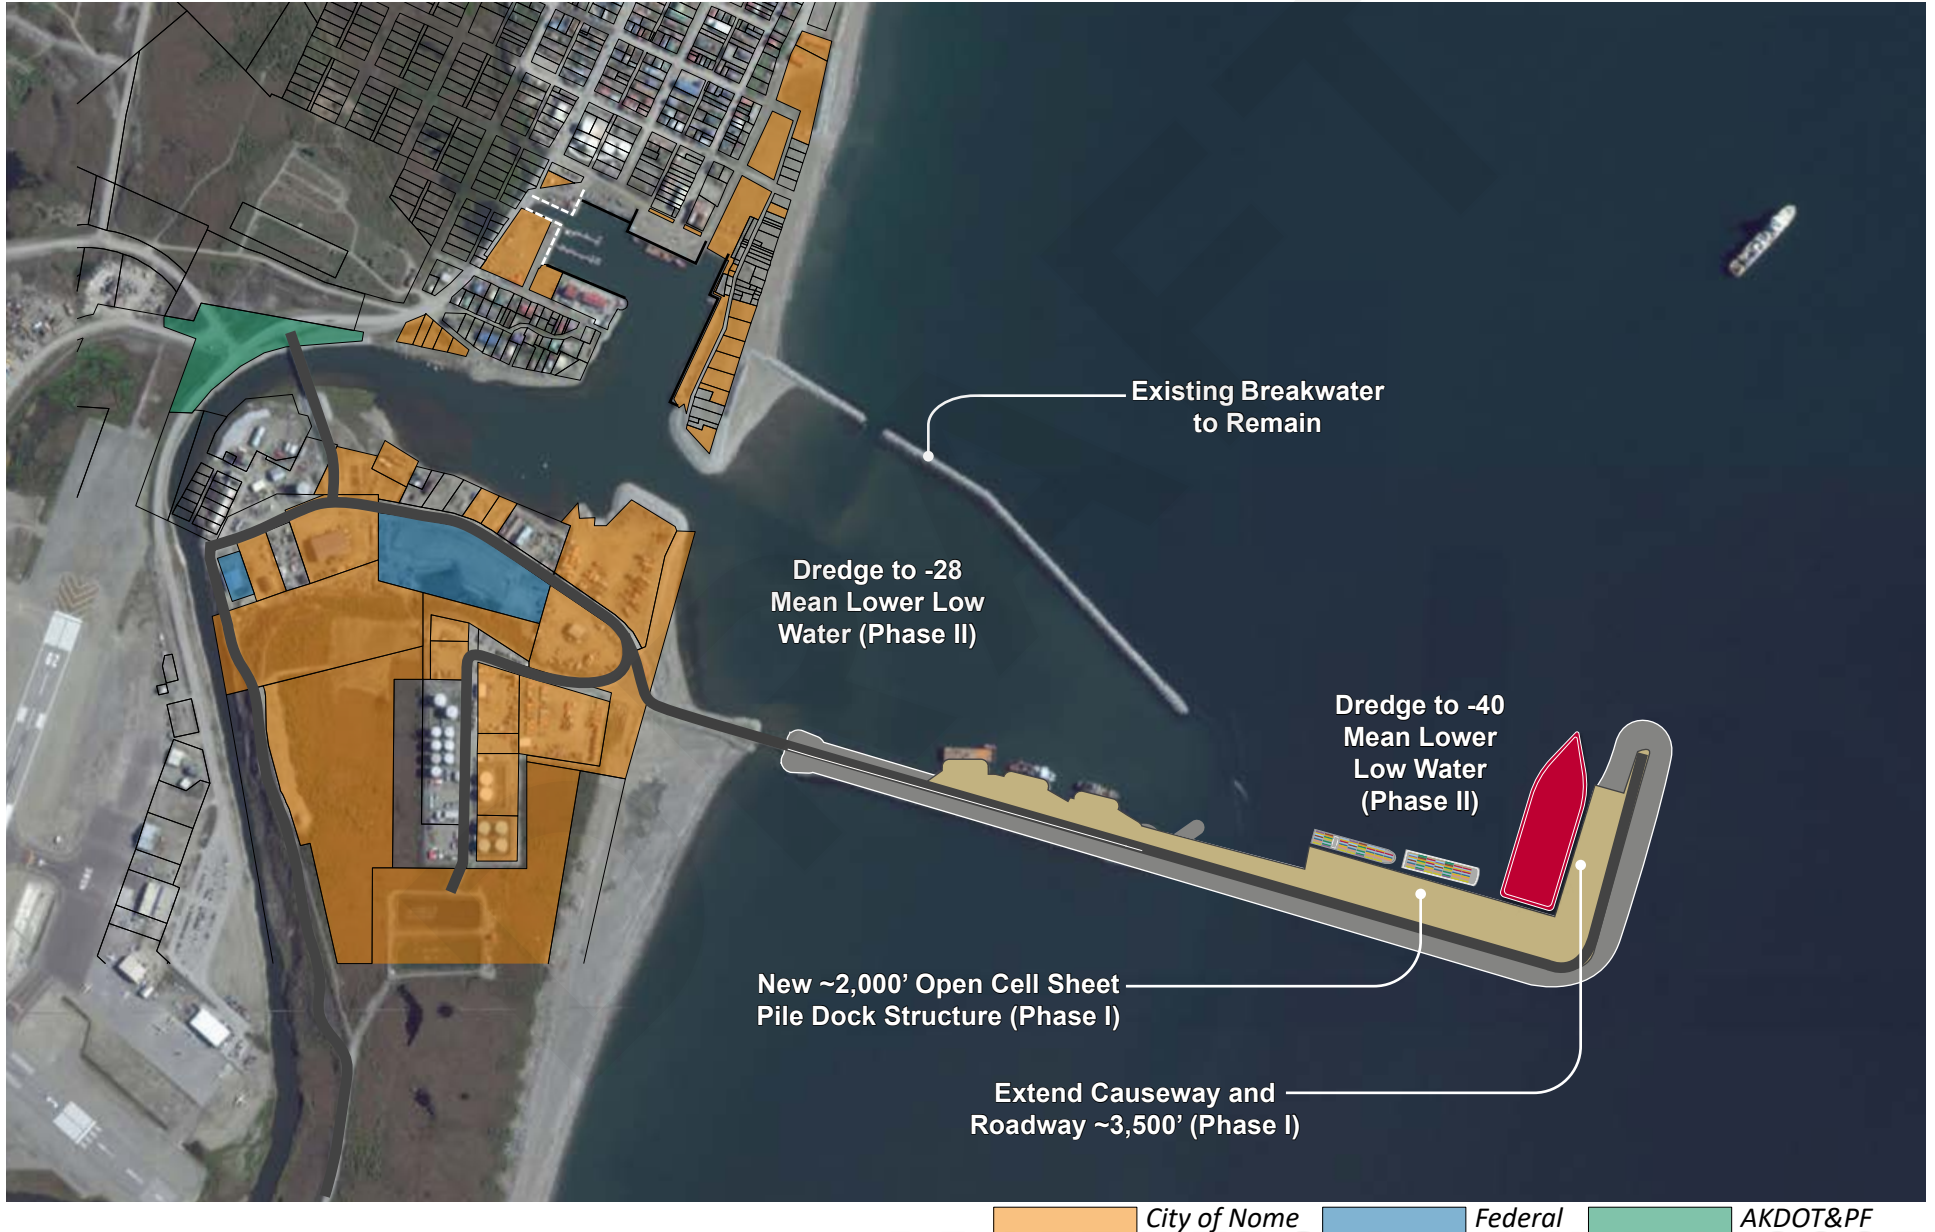 Existing Breakwater
to Remain
Dredge to -28
Mean Lower Low
Water (Phase II)
Dredge to -40
Mean Lower
Low Water
(Phase II)
New ~2,000’ Open Cell Sheet
Pile Dock Structure (Phase I)
Extend Causeway and
Roadway ~3,500’ (Phase I)
City of Nome
Federal
AKDOT&PF